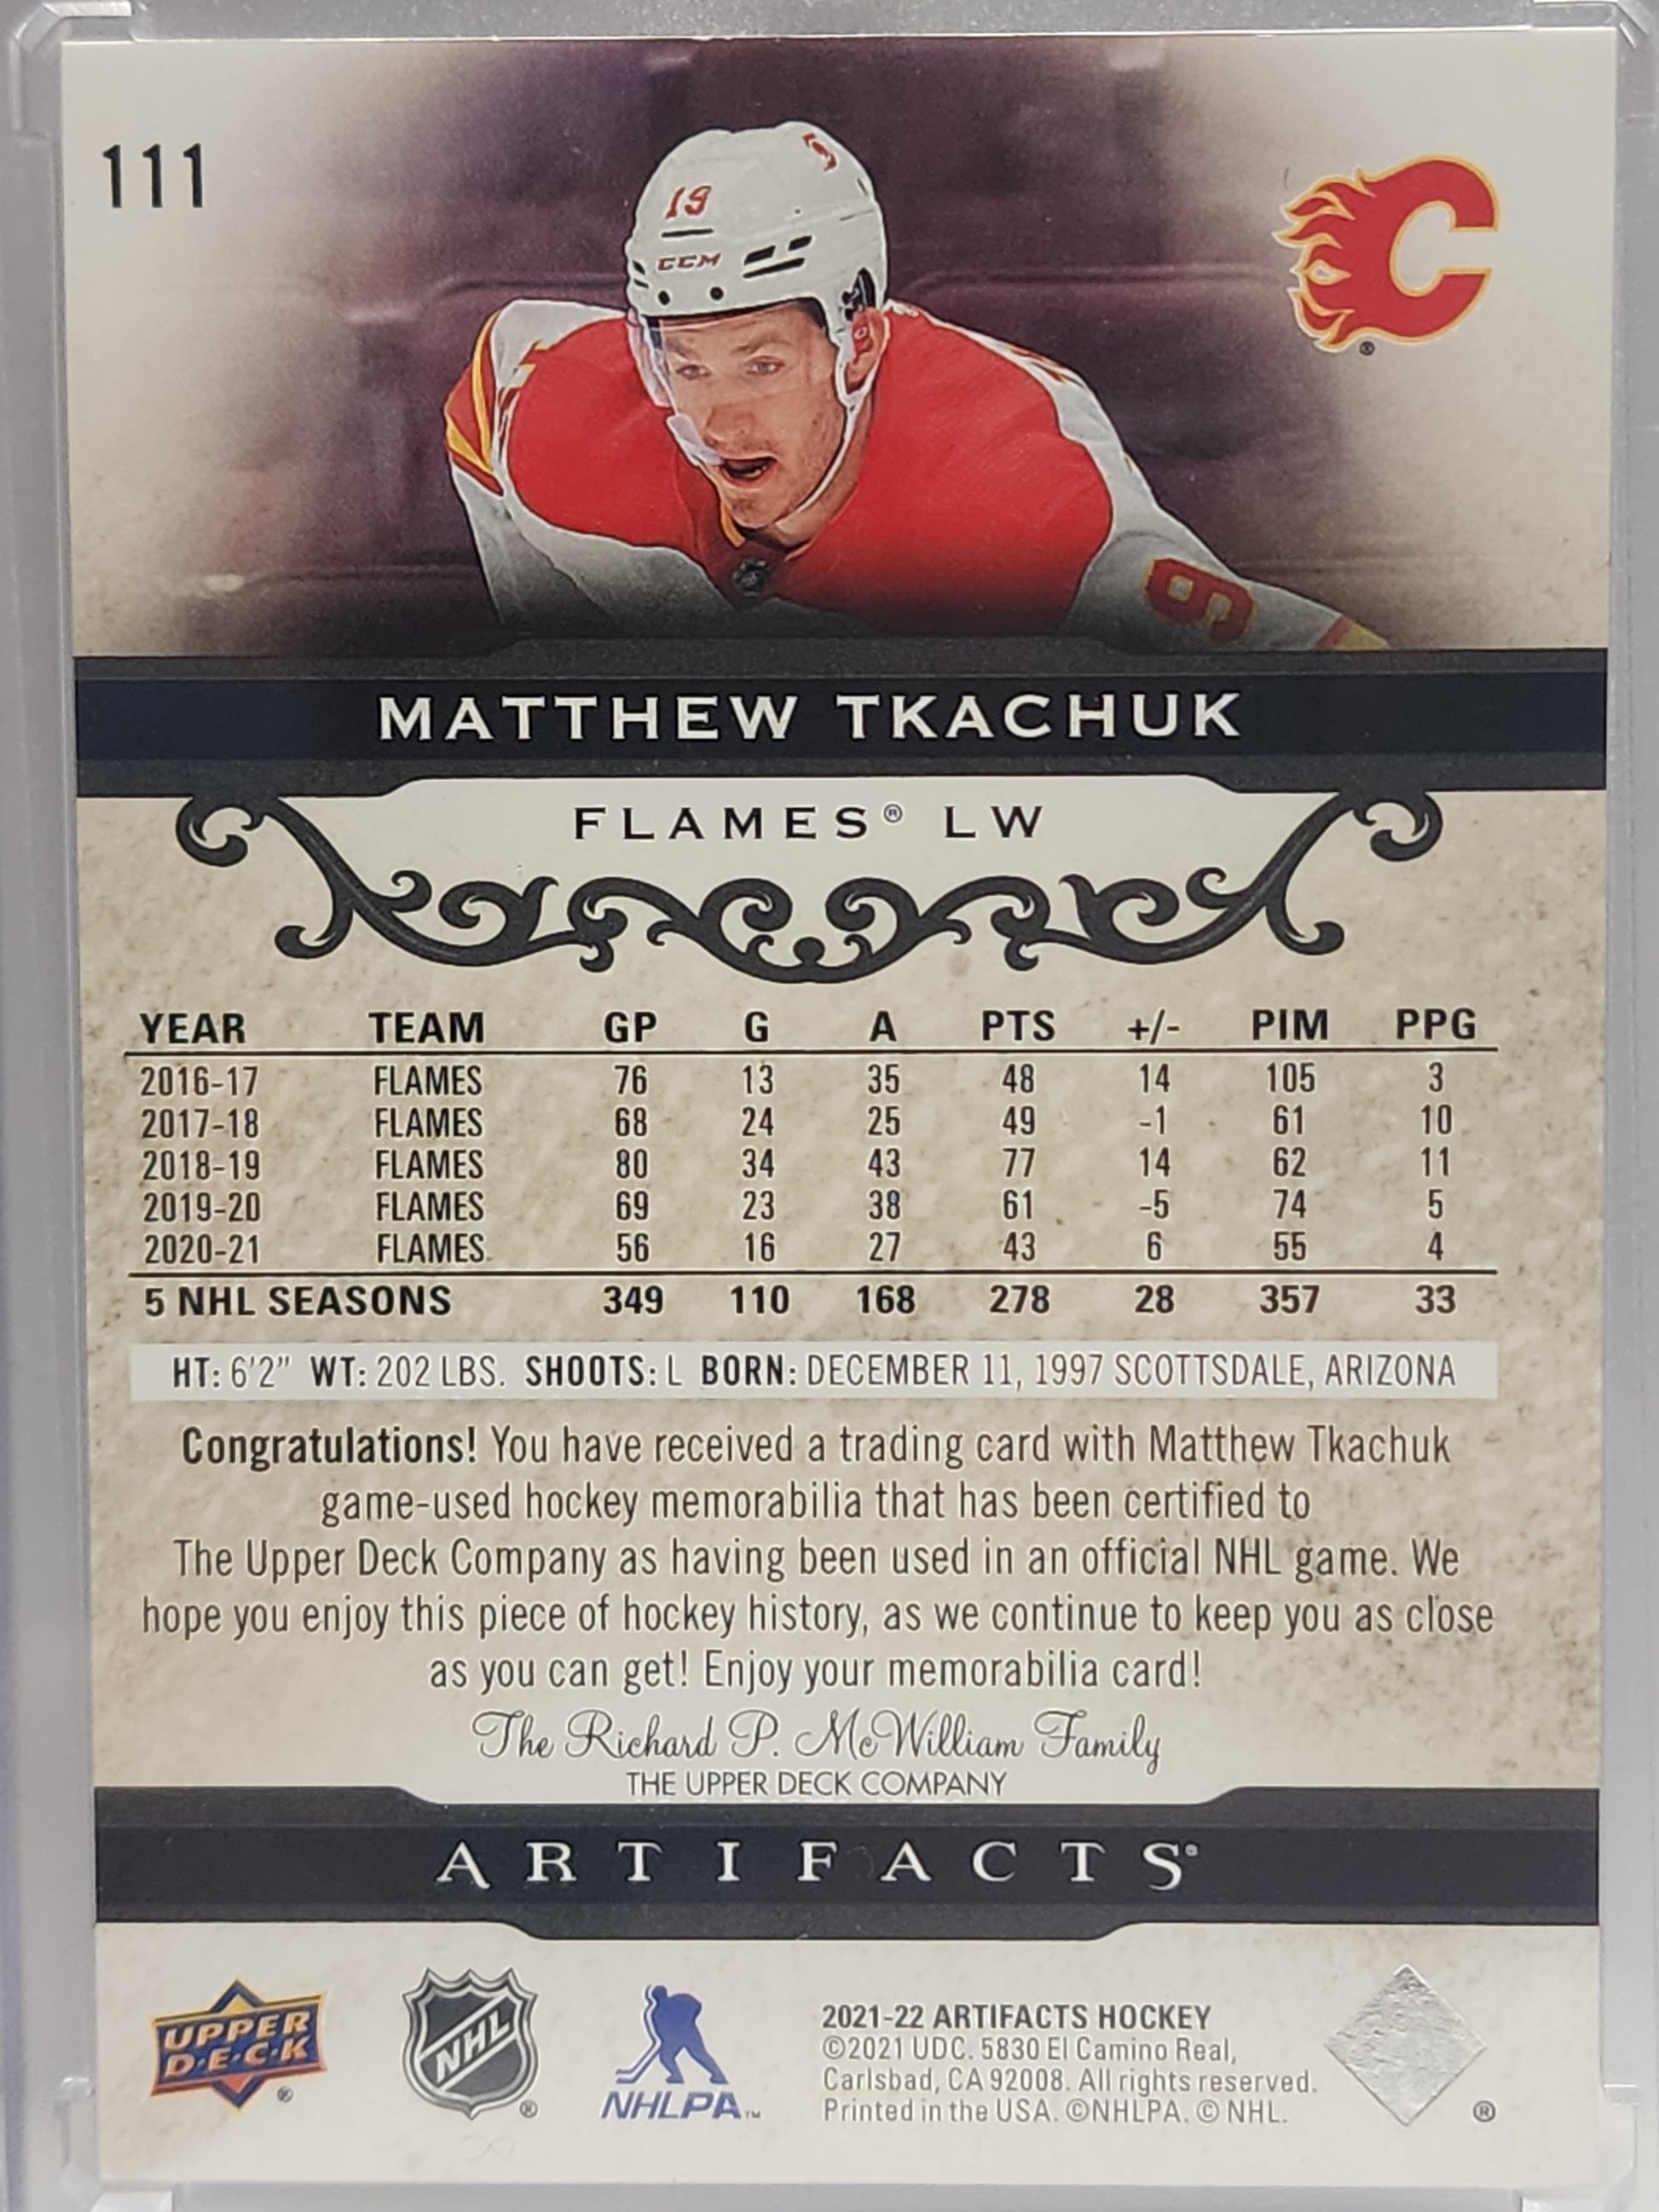 111
19
CCM
C
®
9
MATTHEW TKACHUK
FLAMES® LW
YEAR TEAM GP G A PTS +/- PIM PPG
2016-17 FLAMES 76 13 35 48 14 105 3
2017-18 FLAMES 68 24 25 49 -1 61 10
2018-19 FLAMES 80 34 43 77 14 62 11
2019-20 FLAMES 69 23 38 61 -5 74 5
2020-21 FLAMES 56 16 27 43 6 55 4
5 NHL SEASONS 349 110 168 278 28 357 33
HT: 6'2" WT: 202 LBS. SHOOTS: L BORN: DECEMBER 11, 1997 SCOTTSDALE, ARIZONA
Congratulations! You have received a trading card with Matthew Tkachuk
game-used hockey memorabilia that has been certified to
The Upper Deck Company as having been used in an official NHL game. We
hope you enjoy this piece of hockey history, as we continue to keep you as close
as you can get! Enjoy your memorabilia card!
The Richard P. McWilliam Family
THE UPPER DECK COMPANY
ARTIFACTS®
UPPER
D·E·C·K
®
NHL
®
NHLPA™
2021-22 ARTIFACTS HOCKEY
©2021 UDC. 5830 El Camino Real,
Carlsbad, CA 92008. All rights reserved.
Printed in the USA. ©NHLPA. © NHL.
®